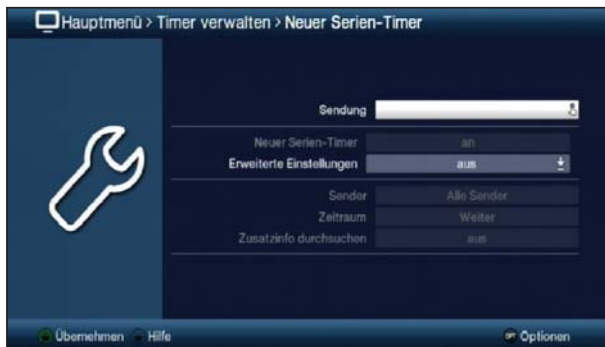 Hauptmenü > Timer verwalten > Neuer Serien-Timer
Sendung
Neuer Serien-Timer an
Erweiterte Einstellungen aus
Sender Alle Sender
Zeitraum Weiter
Zusatzinfo durchsuchen aus
Übernehmen Hilfe Optionen